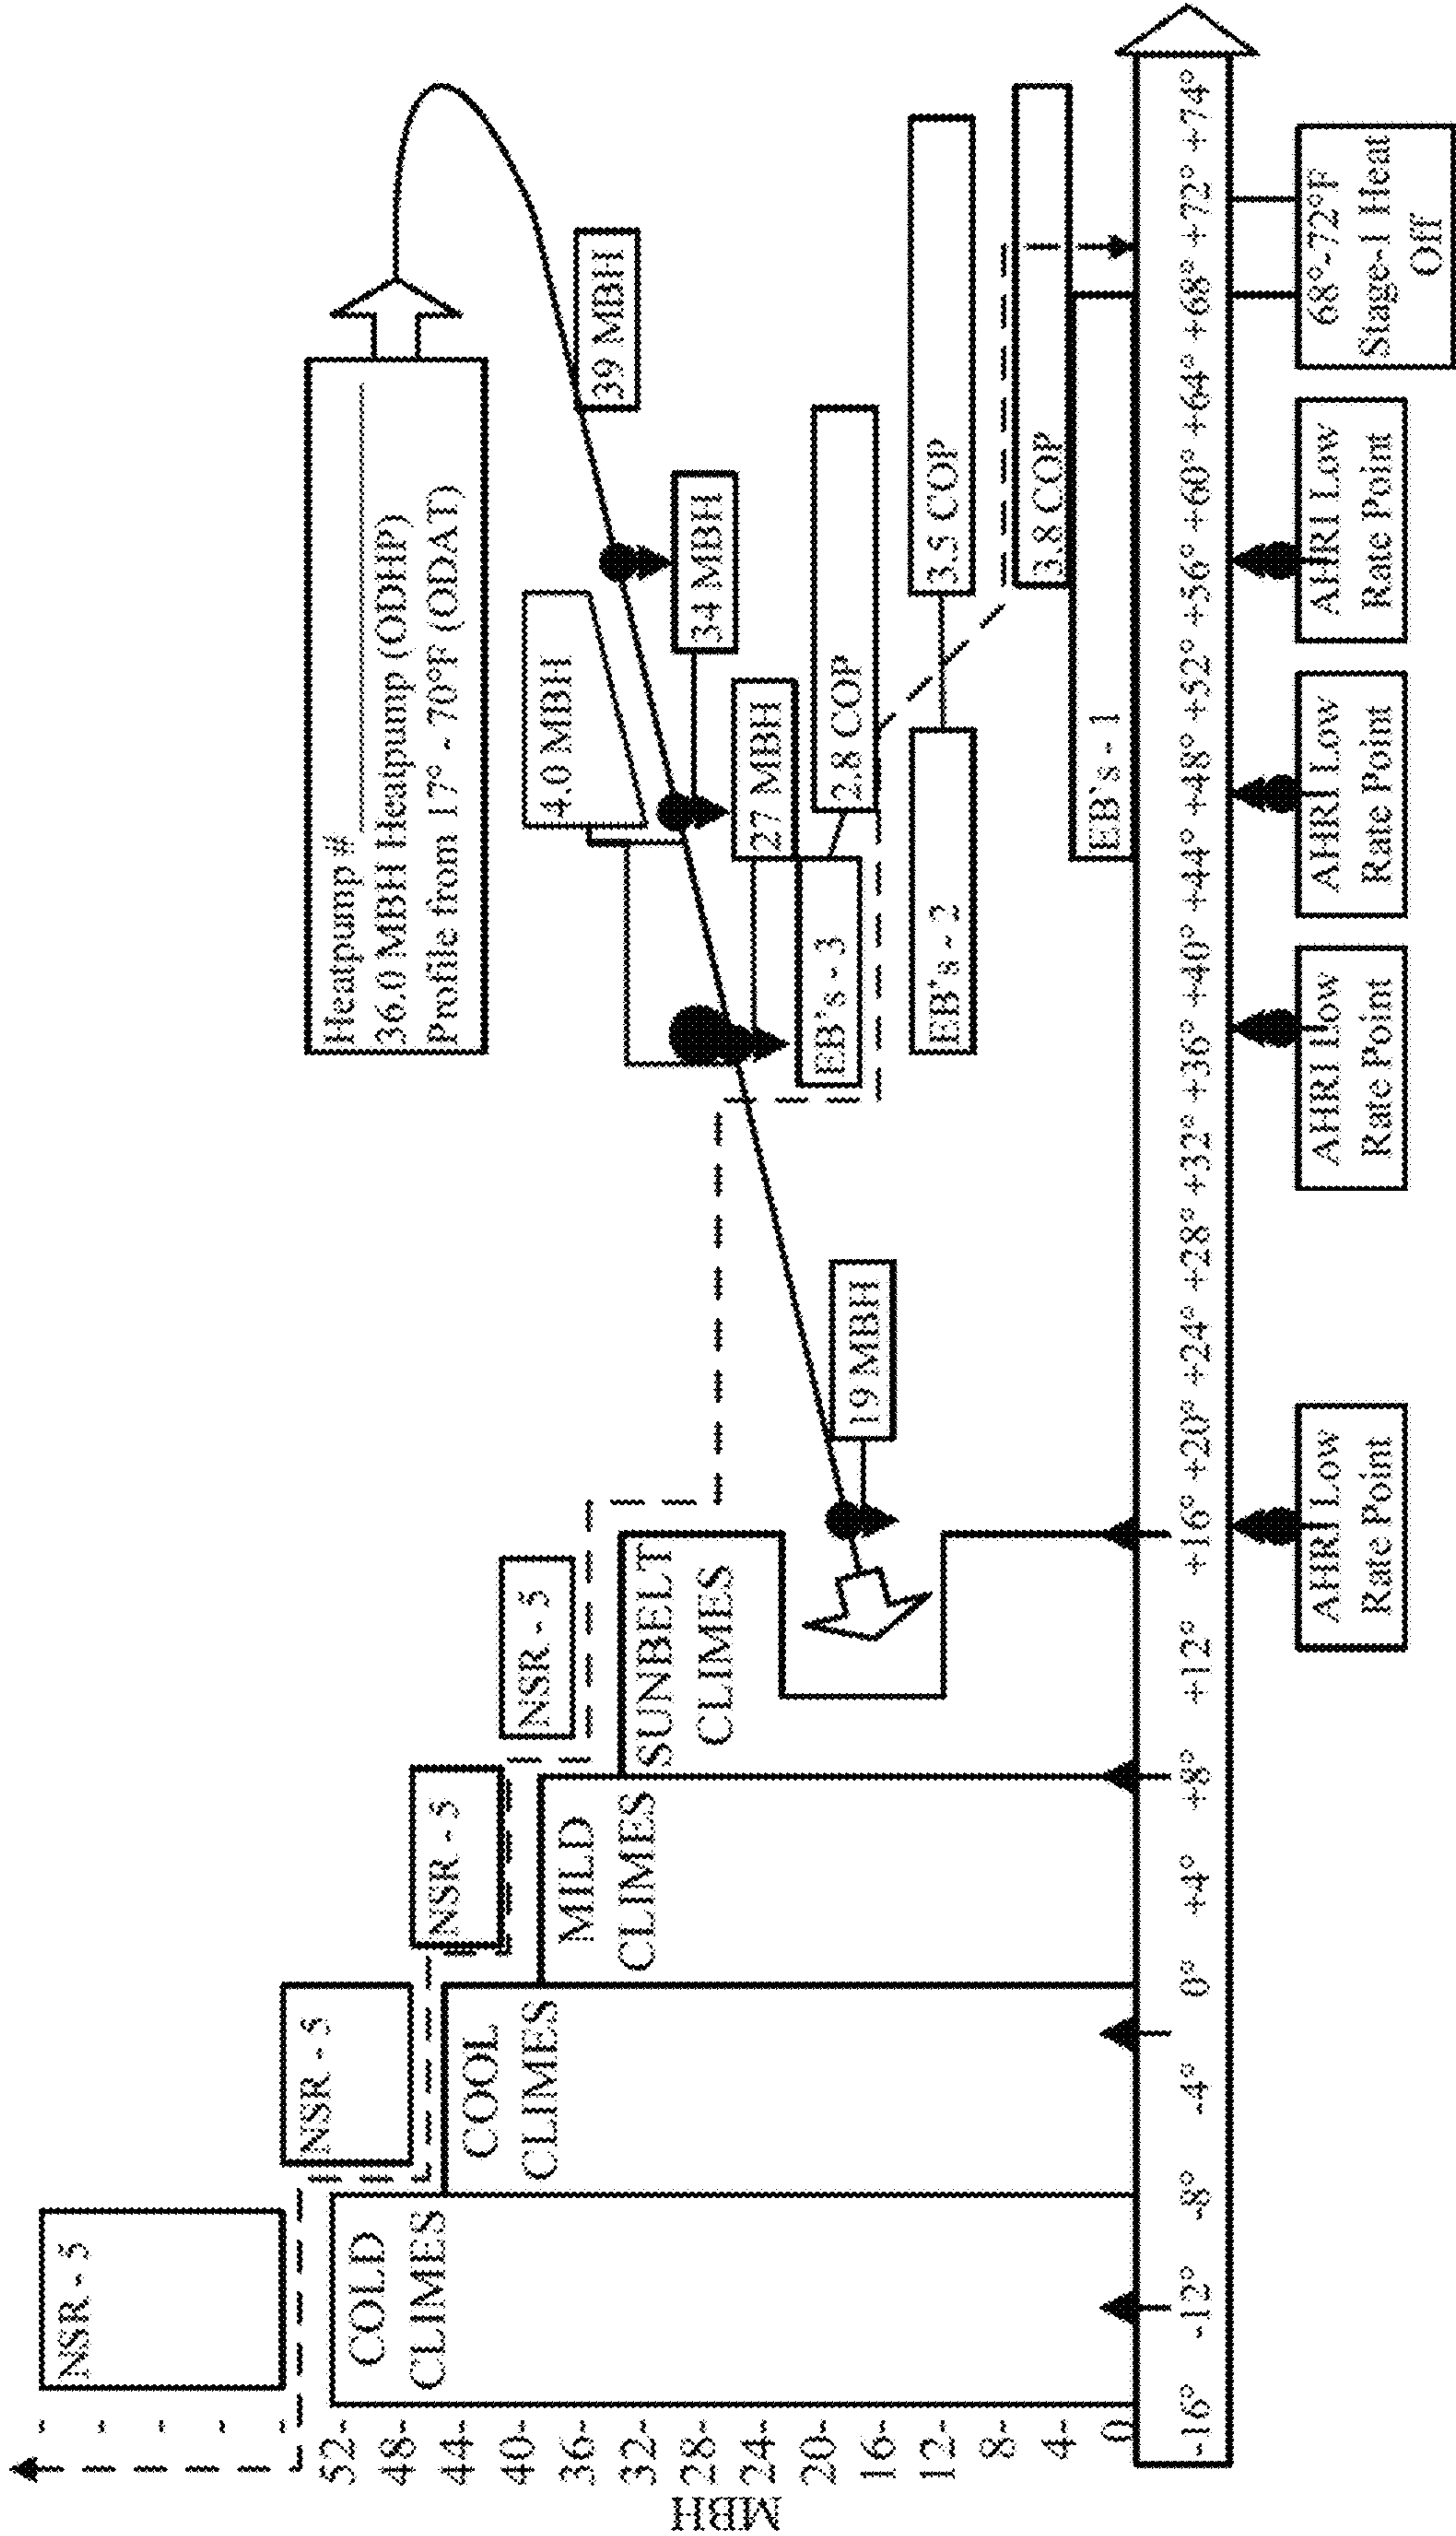 Heatpump #
36.0 MBH Heatpump (ODHP)
Profile from 17° - 70°F (ODAT)
NSR - 5
NSR - 5
NSR - 5
NSR - 5
MBH
52-
48-
44-
40-
36-
32-
28-
24-
20-
16-
12-
8-
4-
0
COLD
CLIMES
COOL
CLIMES
MILD
CLIMES
SUNBELT
CLIMES
19 MBH
4.0 MBH
39 MBH
34 MBH
27 MBH
EB's - 3
2.8 COP
EB's - 2
3.5 COP
3.8 COP
EB's - 1
-16° -12° -8° -4° 0° +4° +8° +12° +16° +20° +24° +28° +32° +36° +40° +44° +48° +52° +56° +60° +64° +68° +72° +74°
AHRI Low
Rate Point
AHRI Low
Rate Point
AHRI Low
Rate Point
AHRI Low
Rate Point
68°-72°F
Stage-1 Heat
Off